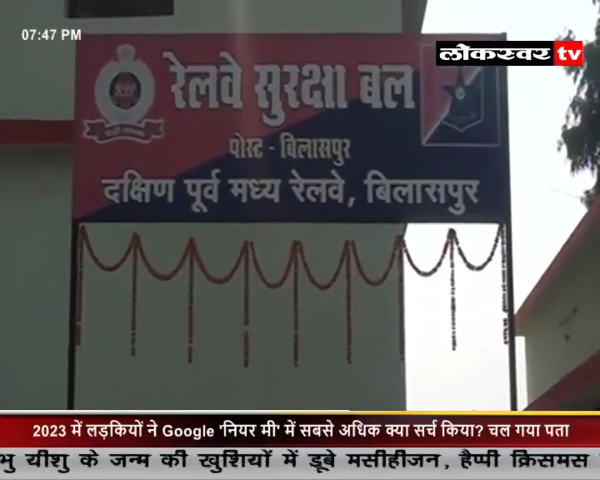 07:47 PM
लोकस्वर tv
रेलवे सुरक्षा बल
पोस्ट - बिलासपुर
दक्षिण पूर्व मध्य रेलवे, बिलासपुर
2023 में लड़कियों ने Google 'नियर मी' में सबसे अधिक क्या सर्च किया? चल गया पता
भु यीशु के जन्म की खुशियों में डूबे मसीहीजन, हैप्पी क्रिसमस